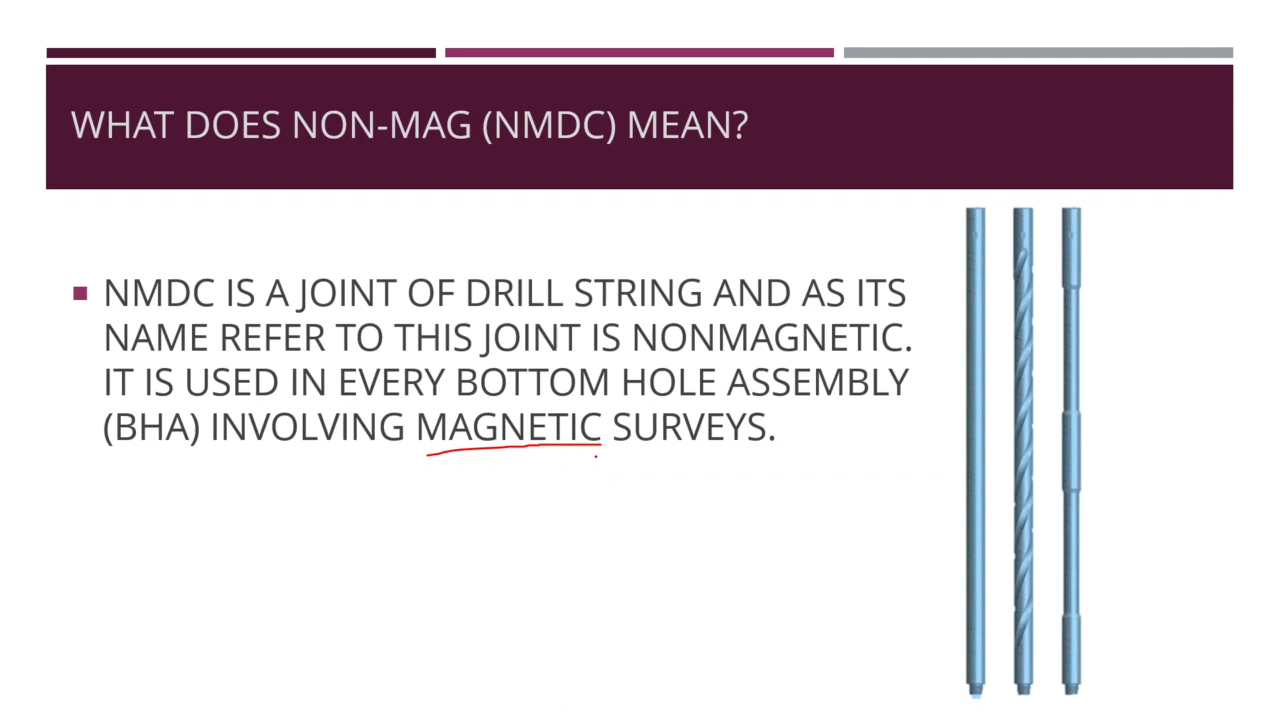 WHAT DOES NON-MAG (NMDC) MEAN?
NMDC IS A JOINT OF DRILL STRING AND AS ITS
NAME REFER TO THIS JOINT IS NONMAGNETIC.
IT IS USED IN EVERY BOTTOM HOLE ASSEMBLY
(BHA) INVOLVING MAGNETIC SURVEYS.